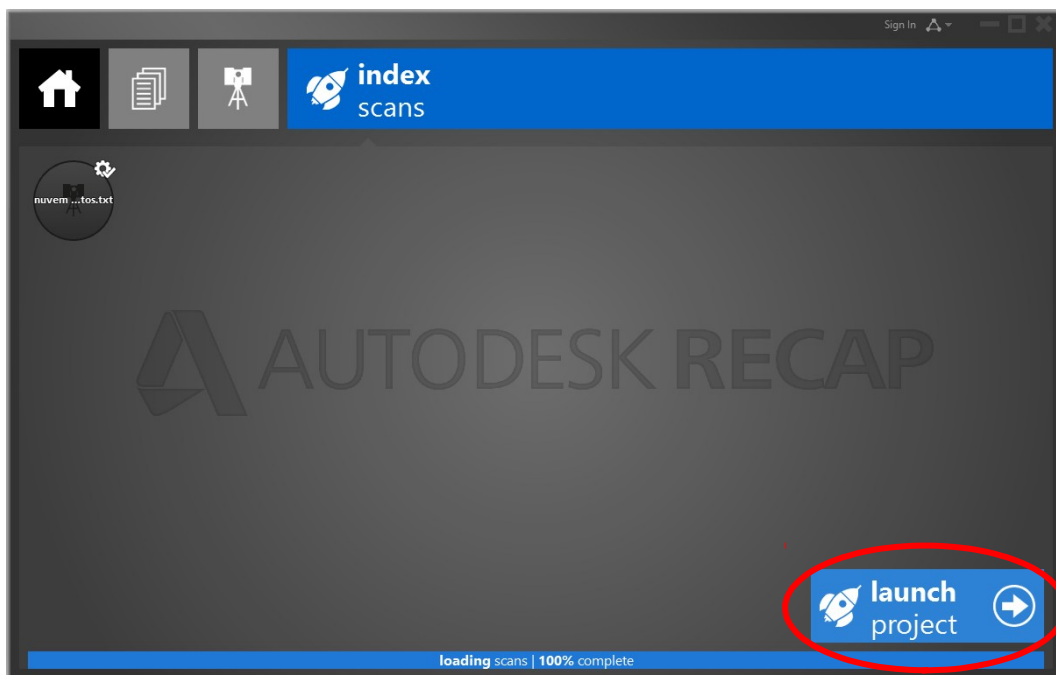 Sign In
index
scans
nuvem ...tos.txt
AUTODESK RECAP
launch
project
loading scans | 100% complete